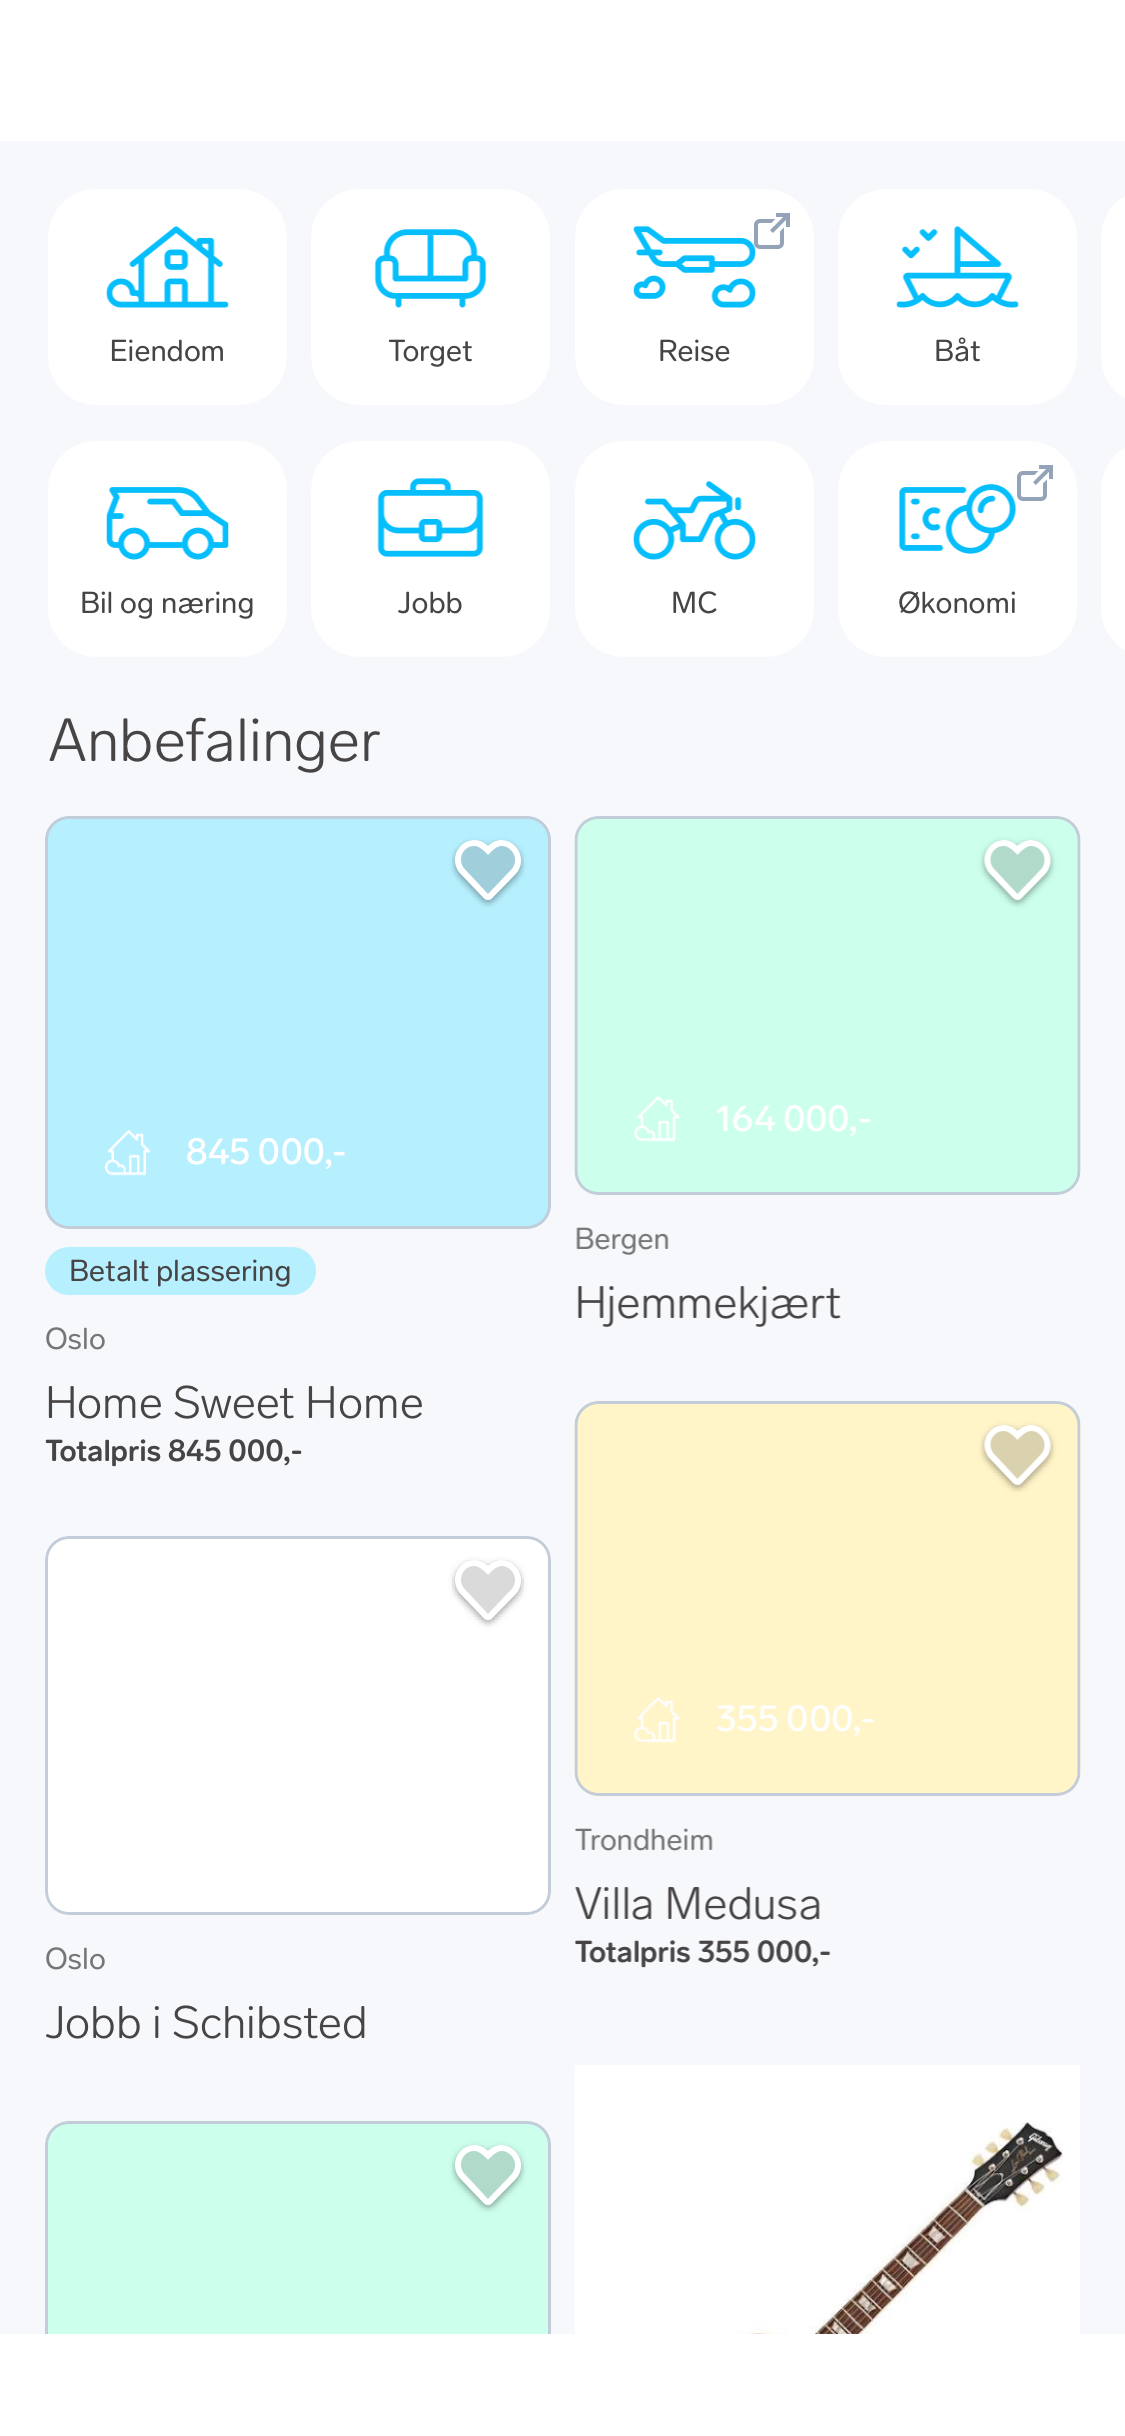 Eiendom
Torget
Reise
Båt
Bil og næring
Jobb
MC
Økonomi
Anbefalinger
845 000,-
Betalt plassering
Oslo
Home Sweet Home
Totalpris 845 000,-
164 000,-
Bergen
Hjemmekjært
355 000,-
Trondheim
Villa Medusa
Totalpris 355 000,-
Oslo
Jobb i Schibsted
Gibson